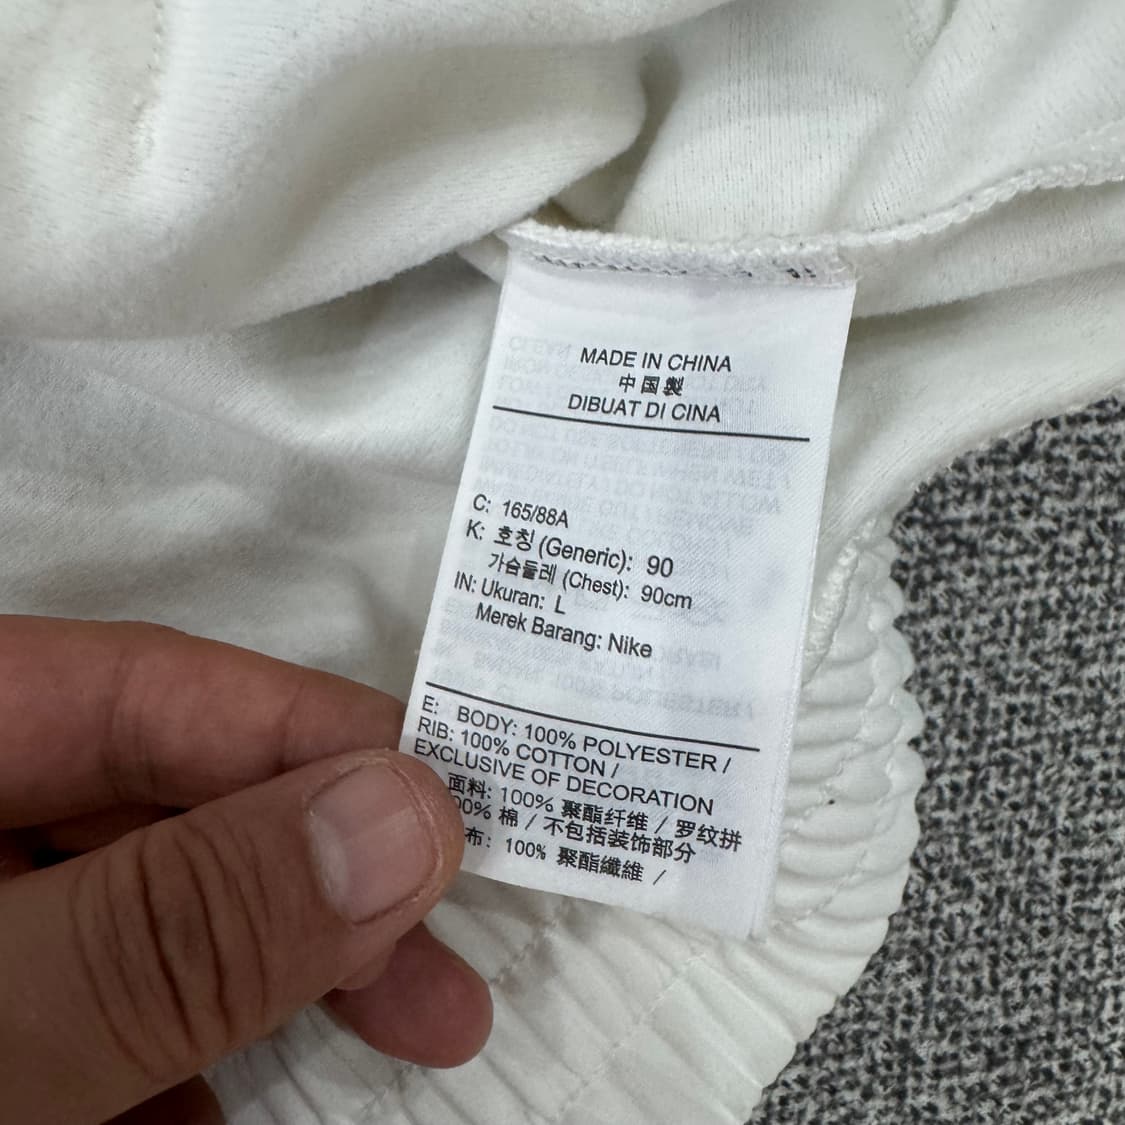 MADE IN CHINA
中国製
DIBUAT DI CINA
C: 165/88A
K: 호칭 (Generic): 90
가슴둘레 (Chest): 90cm
IN: Ukuran: L
Merek Barang: Nike
E: BODY: 100% POLYESTER /
RIB: 100% COTTON /
EXCLUSIVE OF DECORATION
面料: 100% 聚酯纤维 / 罗纹拼
00% 棉 / 不包括装饰部分
布: 100% 聚酯纖維 /